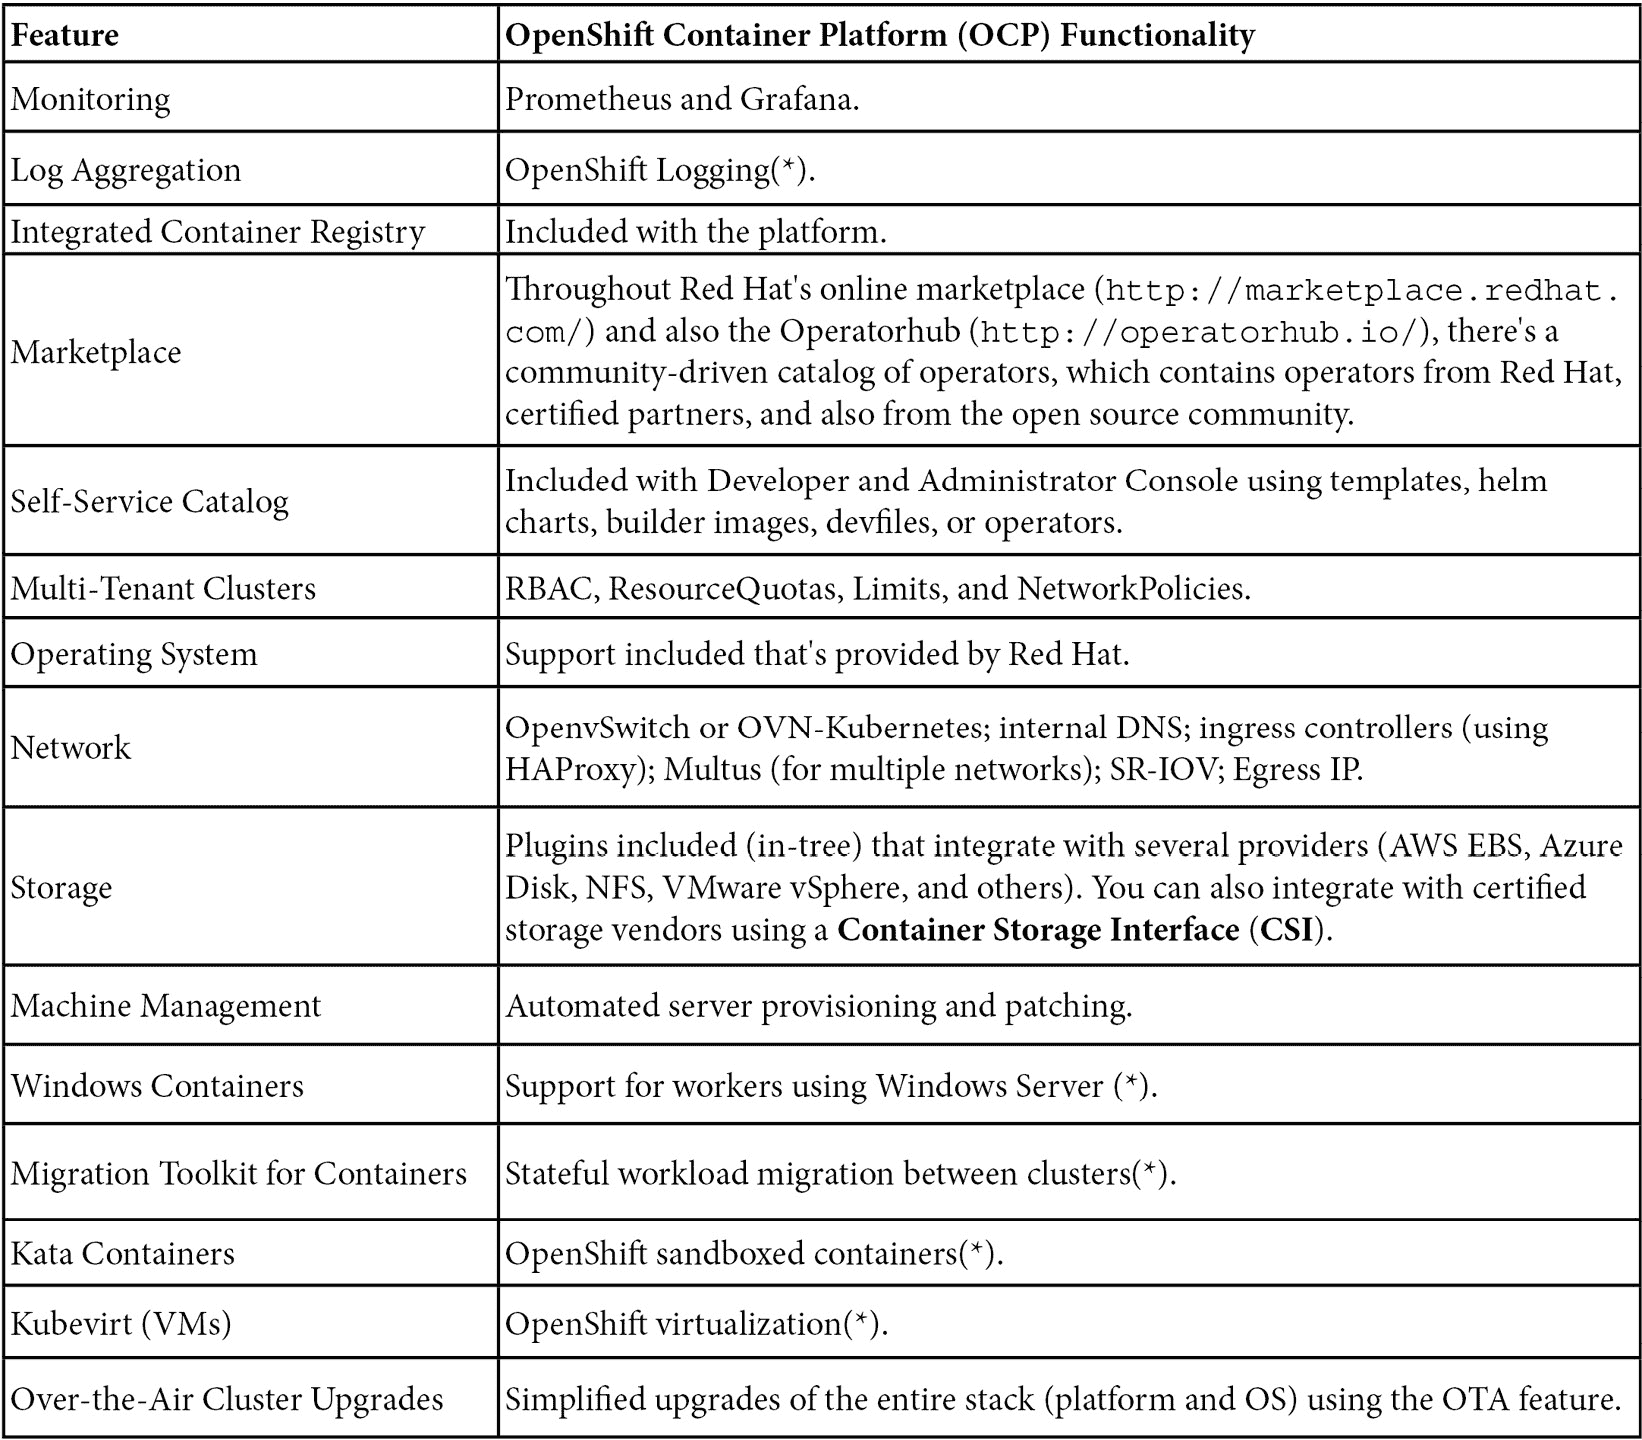 Feature
OpenShift Container Platform (OCP) Functionality
Monitoring
Prometheus and Grafana.
Log Aggregation
OpenShift Logging(*).
Integrated Container Registry
Included with the platform.
Marketplace
Throughout Red Hat's online marketplace (http://marketplace.redhat.
com/) and also the Operatorhub (http://operatorhub.io/), there's a
community-driven catalog of operators, which contains operators from Red Hat,
certified partners, and also from the open source community.
Self-Service Catalog
Included with Developer and Administrator Console using templates, helm
charts, builder images, devfiles, or operators.
Multi-Tenant Clusters
RBAC, ResourceQuotas, Limits, and NetworkPolicies.
Operating System
Support included that's provided by Red Hat.
Network
OpenvSwitch or OVN-Kubernetes; internal DNS; ingress controllers (using
HAProxy); Multus (for multiple networks); SR-IOV; Egress IP.
Storage
Plugins included (in-tree) that integrate with several providers (AWS EBS, Azure
Disk, NFS, VMware vSphere, and others). You can also integrate with certified
storage vendors using a Container Storage Interface (CSI).
Machine Management
Automated server provisioning and patching.
Windows Containers
Support for workers using Windows Server (*).
Migration Toolkit for Containers
Stateful workload migration between clusters(*).
Kata Containers
OpenShift sandboxed containers(*).
Kubevirt (VMs)
OpenShift virtualization(*).
Over-the-Air Cluster Upgrades
Simplified upgrades of the entire stack (platform and OS) using the OTA feature.